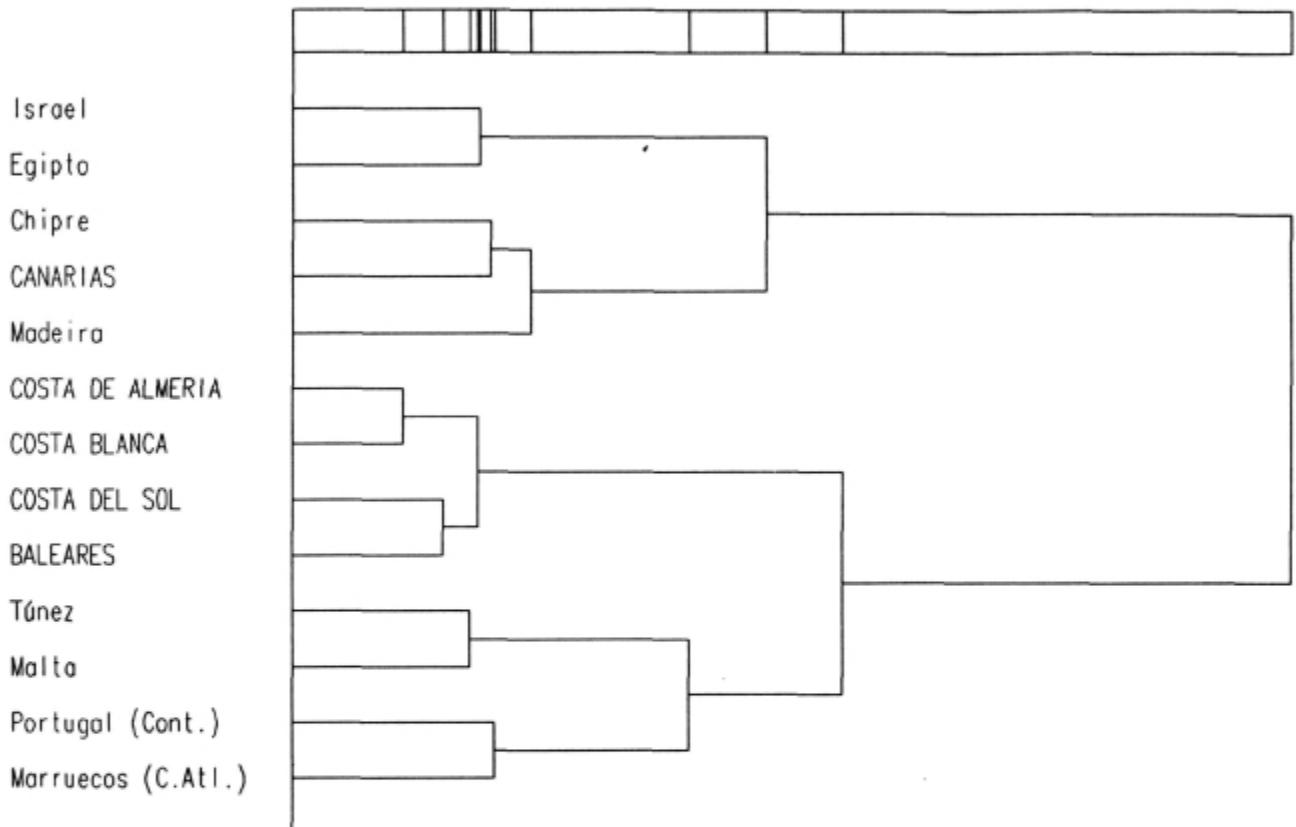 Israel
Egipto
Chipre
CANARIAS
Madeira
COSTA DE ALMERIA
COSTA BLANCA
COSTA DEL SOL
BALEARES
Túnez
Malta
Portugal (Cont.)
Marruecos (C.Atl.)